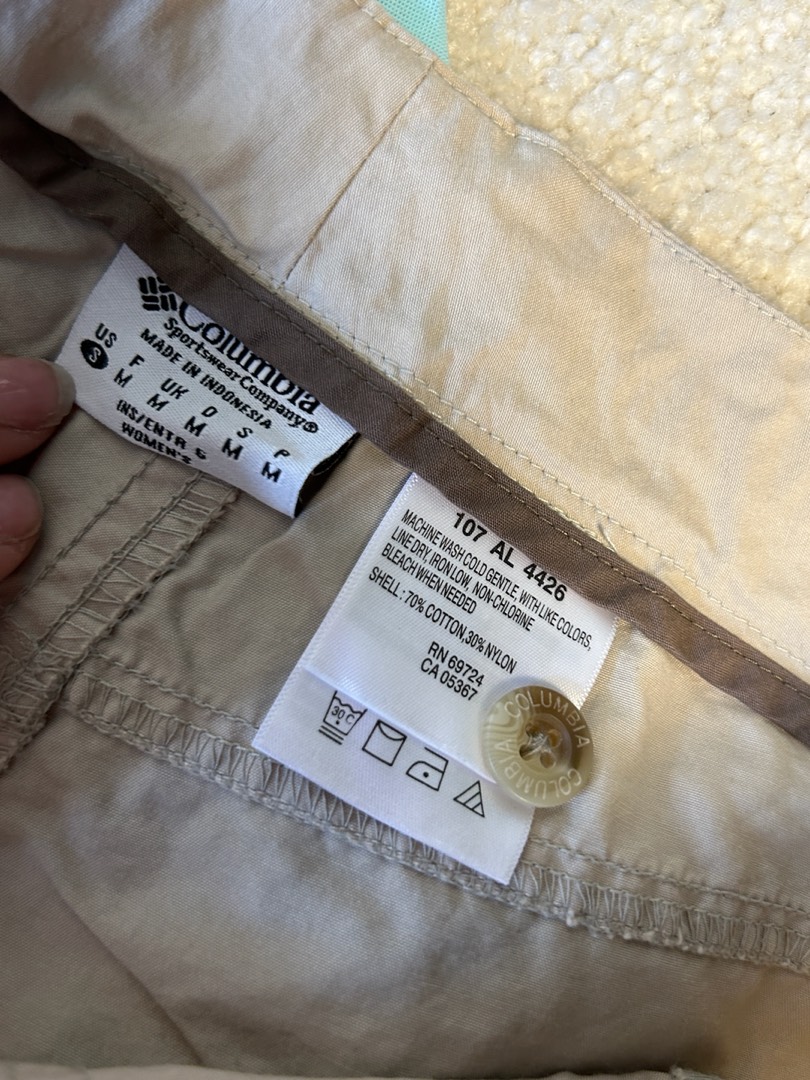 Columbia
Sportswear Company®
MADE IN INDONESIA
US F UK D S P
S M M M M M
INS/ENTR 6
WOMEN'S
107 AL 4426
MACHINE WASH COLD GENTLE, WITH LIKE COLORS,
LINE DRY, IRON LOW, NON-CHLORINE
BLEACH WHEN NEEDED
SHELL : 70% COTTON,30% NYLON
RN 69724
CA 05367
30 C
COLUMBIA
COLUMBIA